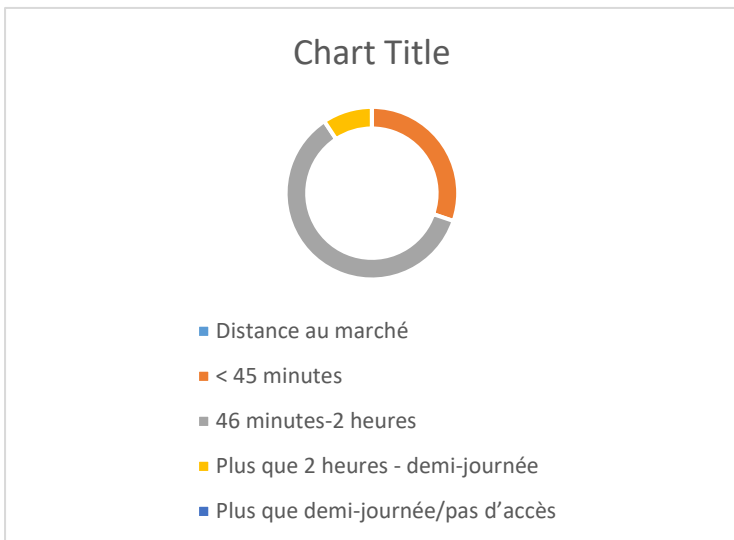 Chart Title
Distance au marché
< 45 minutes
46 minutes-2 heures
Plus que 2 heures - demi-journée
Plus que demi-journée/pas d’accès